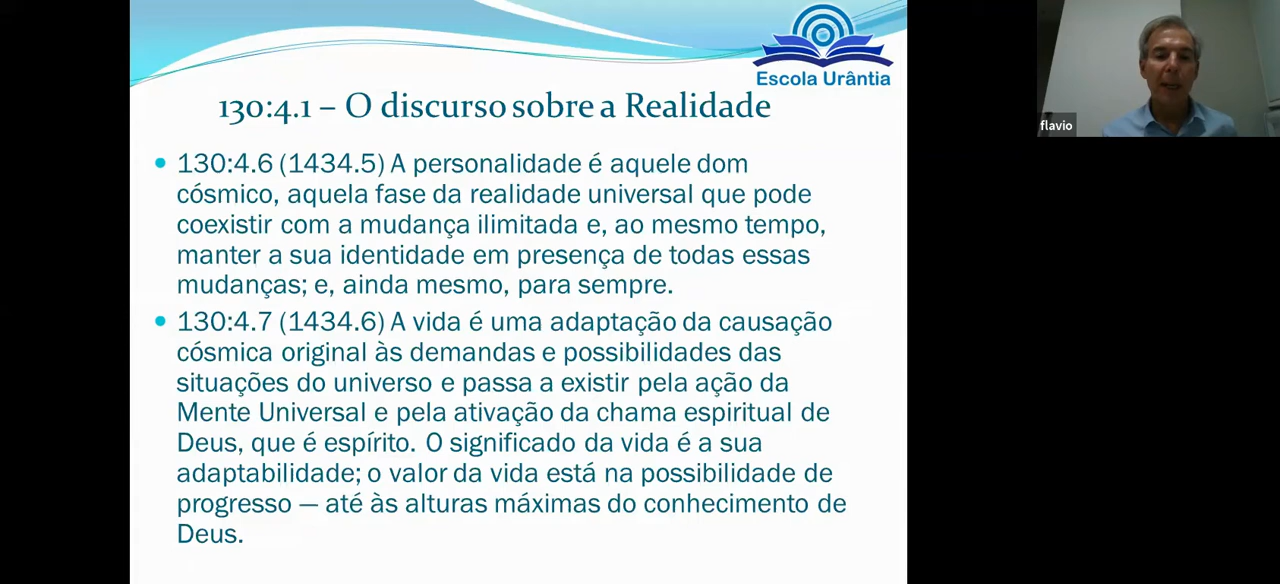 Escola Urântia
130:4.1 – O discurso sobre a Realidade
flavio
130:4.6 (1434.5) A personalidade é aquele dom
cósmico, aquela fase da realidade universal que pode
coexistir com a mudança ilimitada e, ao mesmo tempo,
manter a sua identidade em presença de todas essas
mudanças; e, ainda mesmo, para sempre.
130:4.7 (1434.6) A vida é uma adaptação da causação
cósmica original às demandas e possibilidades das
situações do universo e passa a existir pela ação da
Mente Universal e pela ativação da chama espiritual de
Deus, que é espírito. O significado da vida é a sua
adaptabilidade; o valor da vida está na possibilidade de
progresso — até às alturas máximas do conhecimento de
Deus.